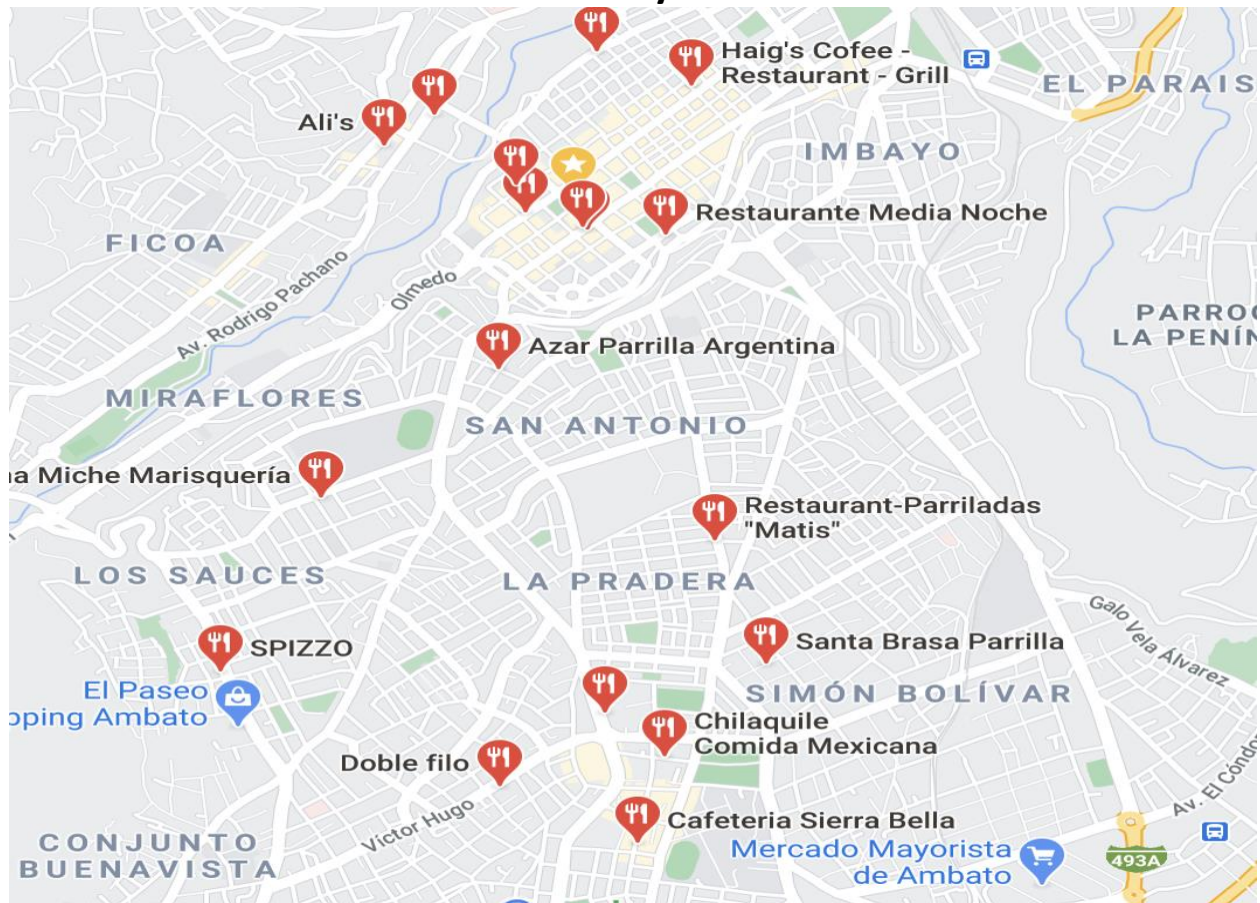 Haig's Cofee -
Restaurant - Grill
EL PARAIS
Ali's
IMBAYO
Restaurante Media Noche
FICOA
Av. Rodrigo Pachano
Olmedo
PARROQ
LA PENÍN
Azar Parrilla Argentina
MIRAFLORES
SAN ANTONIO
a Miche Marisquería
Restaurant-Parriladas
"Matis"
LOS SAUCES
LA PRADERA
Galo Vela Álvarez
Santa Brasa Parrilla
SPIZZO
El Paseo
pping Ambato
SIMÓN BOLÍVAR
Chilaquile
Comida Mexicana
Doble filo
Av. El Cóndo
Víctor Hugo
Cafeteria Sierra Bella
CONJUNTO
BUENAVISTA
Mercado Mayorista
de Ambato
493A